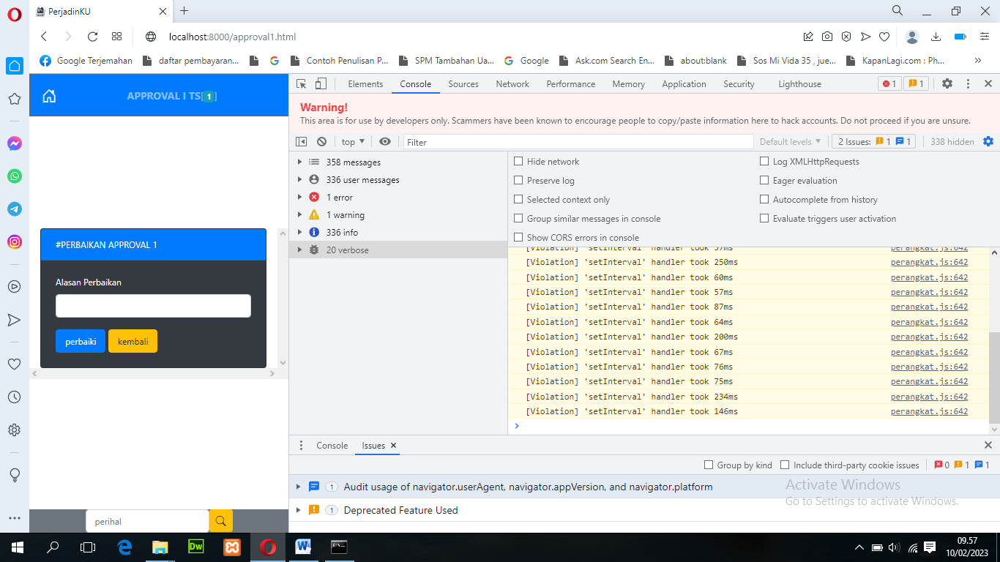 PerjadinKU
localhost:8000/approval1.html
Google Terjemahan
daftar pembayaran...
Contoh Penulisan P...
SPM Tambahan Ua...
Google
Ask.com Search En...
about:blank
Sos Mi Vida 35 , jue...
KapanLagi.com : Ph...
»
APPROVAL I TS[1]
#PERBAIKAN APPROVAL 1
Alasan Perbaikan
perbaiki kembali
perihal
Elements Console Sources Network Performance Memory Application Security Lighthouse 1 1
Warning!
This area is for use by developers only. Scammers have been known to encourage people to copy/paste information here to hack accounts. Do not proceed if you are unsure.
top Filter Default levels 2 Issues: 1 1 338 hidden
358 messages
336 user messages
1 error
1 warning
336 info
20 verbose
Hide network Log XMLHttpRequests
Preserve log Eager evaluation
Selected context only Autocomplete from history
Group similar messages in console Evaluate triggers user activation
Show CORS errors in console
[Violation] 'setInterval' handler took 57ms perangkat.js:642
[Violation] 'setInterval' handler took 250ms perangkat.js:642
[Violation] 'setInterval' handler took 60ms perangkat.js:642
[Violation] 'setInterval' handler took 57ms perangkat.js:642
[Violation] 'setInterval' handler took 87ms perangkat.js:642
[Violation] 'setInterval' handler took 64ms perangkat.js:642
[Violation] 'setInterval' handler took 200ms perangkat.js:642
[Violation] 'setInterval' handler took 67ms perangkat.js:642
[Violation] 'setInterval' handler took 76ms perangkat.js:642
[Violation] 'setInterval' handler took 75ms perangkat.js:642
[Violation] 'setInterval' handler took 234ms perangkat.js:642
[Violation] 'setInterval' handler took 146ms perangkat.js:642
Console Issues
Group by kind Include third-party cookie issues 0 1 1
1 Audit usage of navigator.userAgent, navigator.appVersion, and navigator.platform
1 Deprecated Feature Used
Activate Windows
Go to Settings to activate Windows.
Dw
09.57
10/02/2023